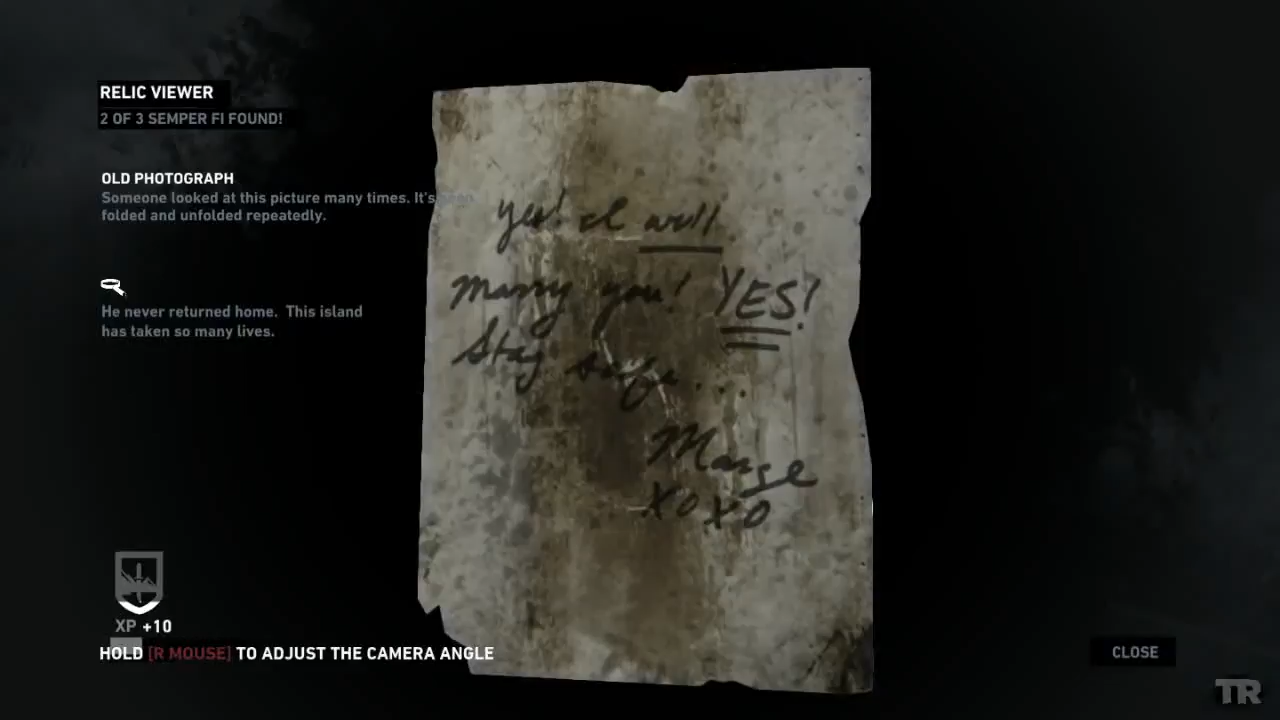 RELIC VIEWER
2 OF 3 SEMPER FI FOUND!
OLD PHOTOGRAPH
Someone looked at this picture many times. It's been
folded and unfolded repeatedly.
He never returned home. This island
has taken so many lives.
yes! I will
marry you! YES!
Stay safe...
Marge
XOXO
XP +10
HOLD [R MOUSE] TO ADJUST THE CAMERA ANGLE
CLOSE
TR